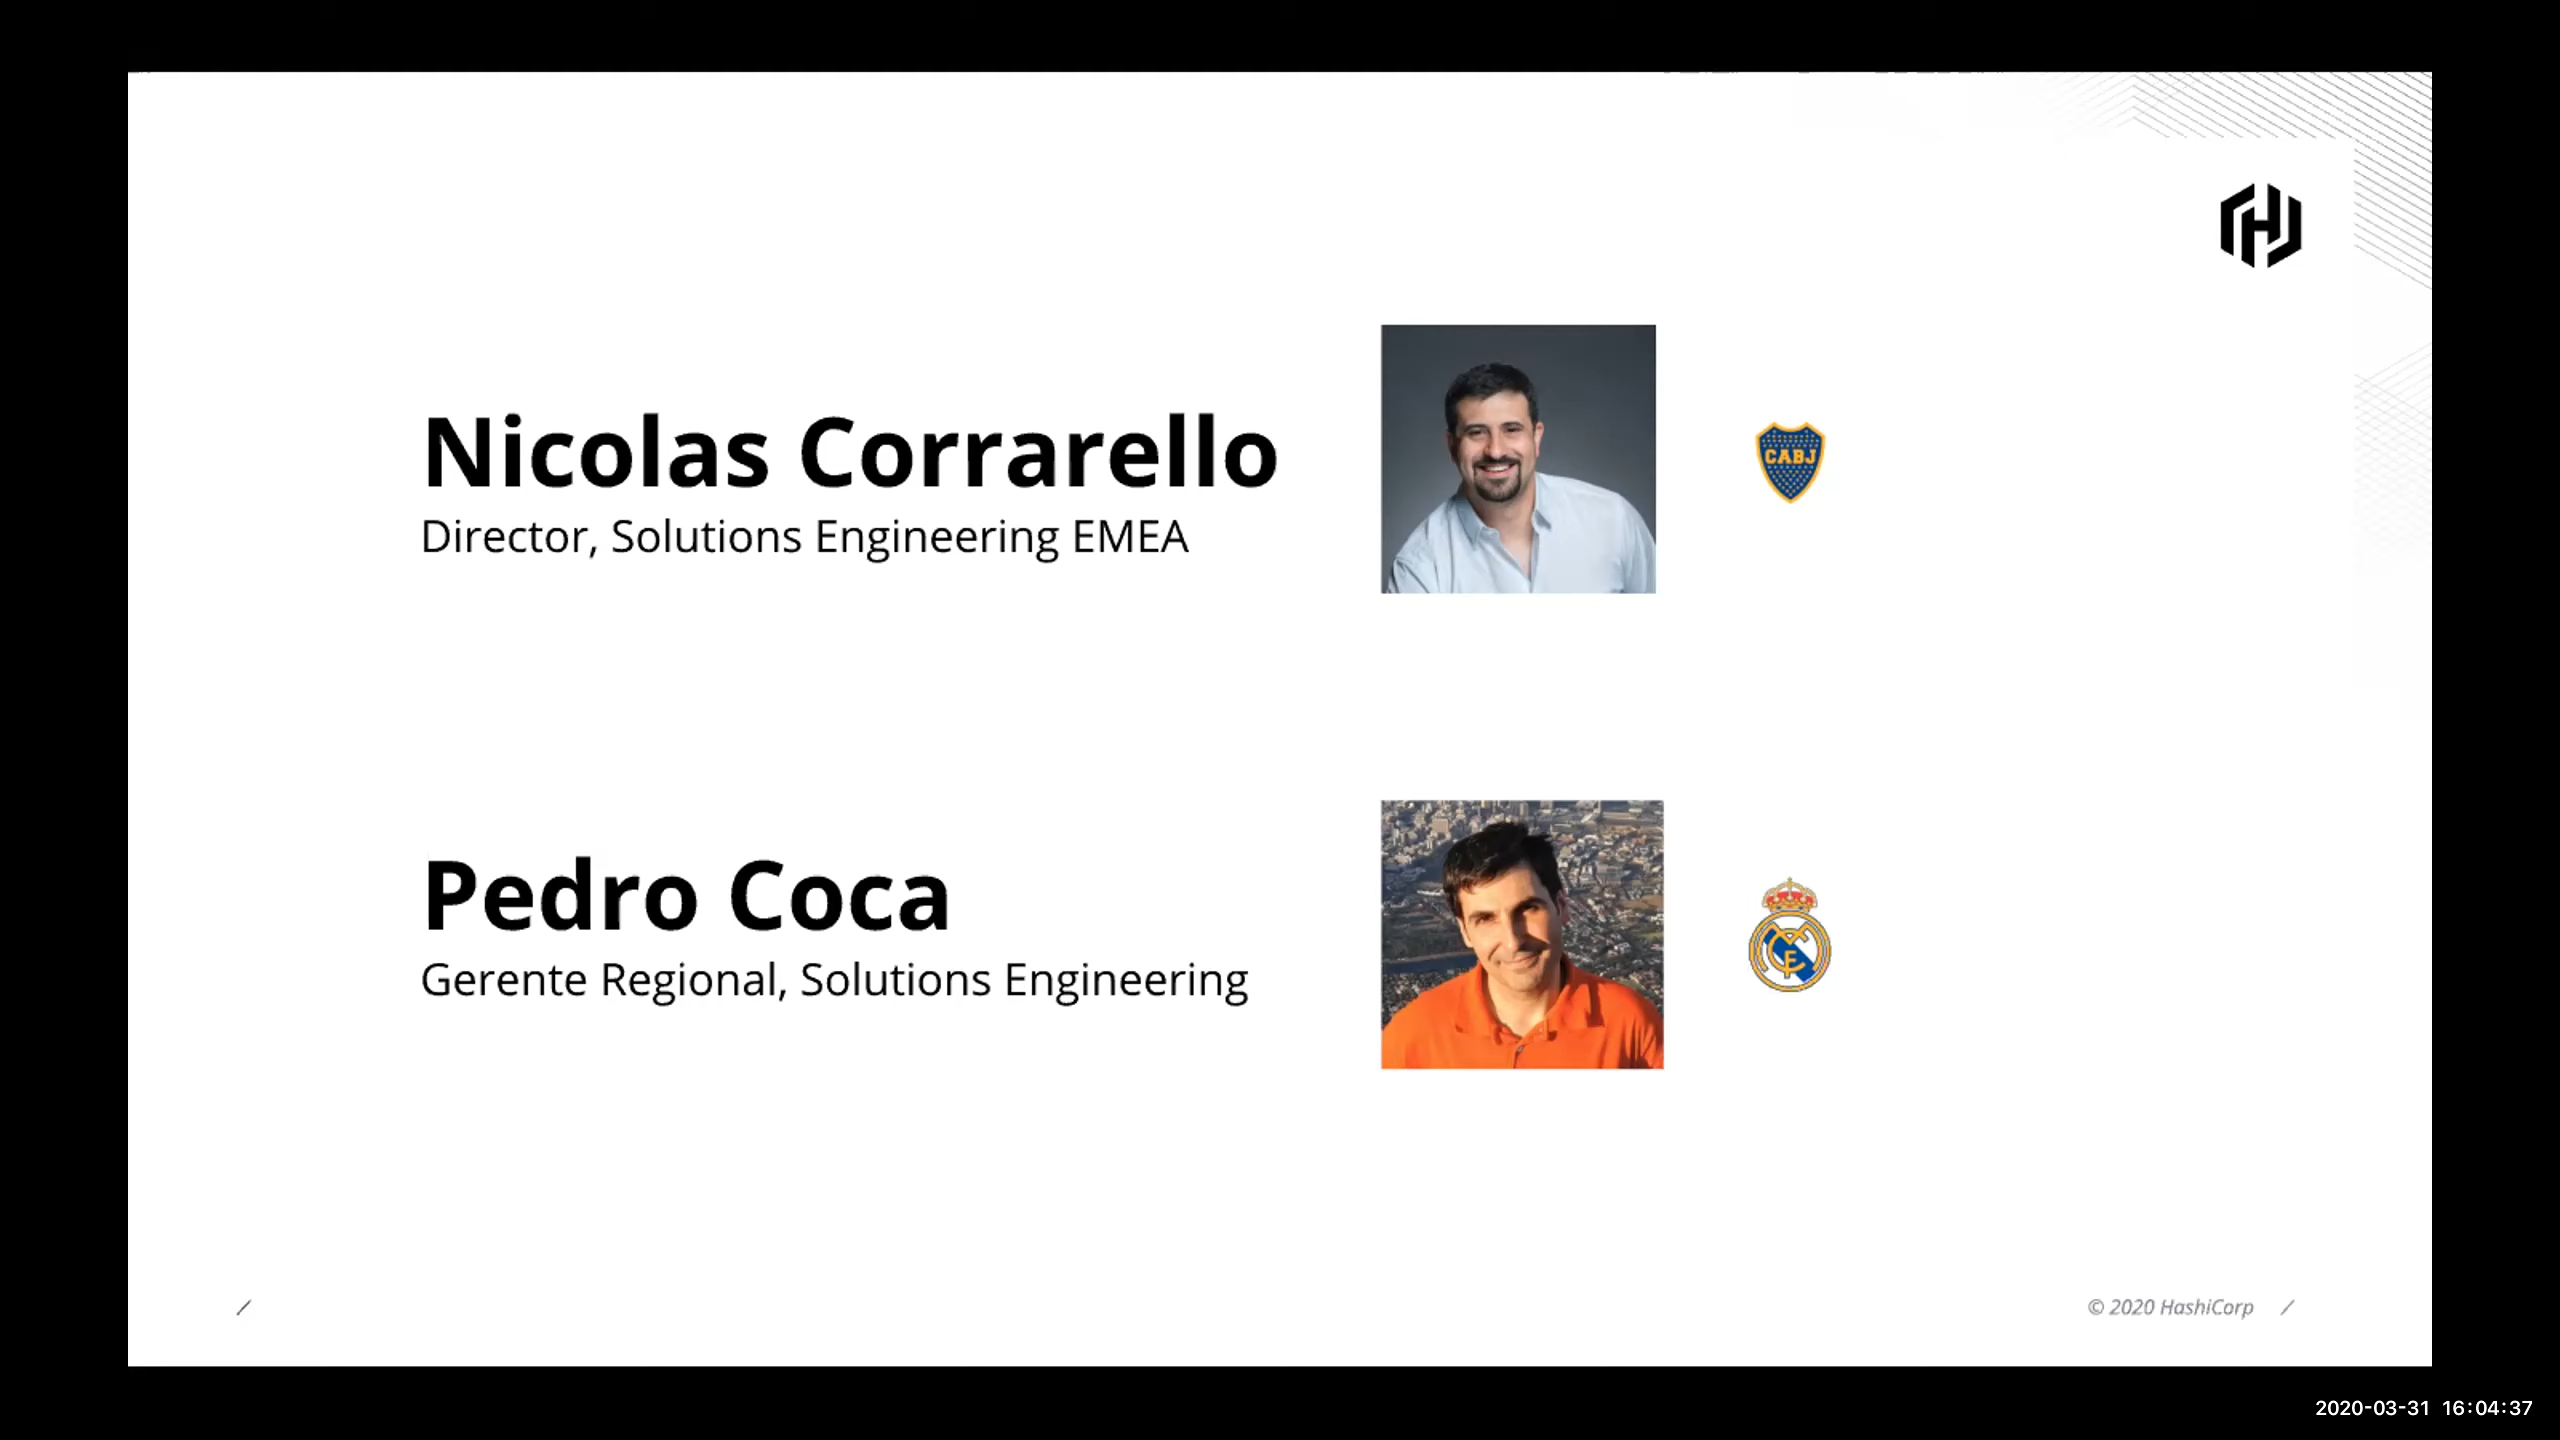 Nicolas Corrarello
Director, Solutions Engineering EMEA
CABJ
Pedro Coca
Gerente Regional, Solutions Engineering
© 2020 HashiCorp
2020-03-31 16:04:37